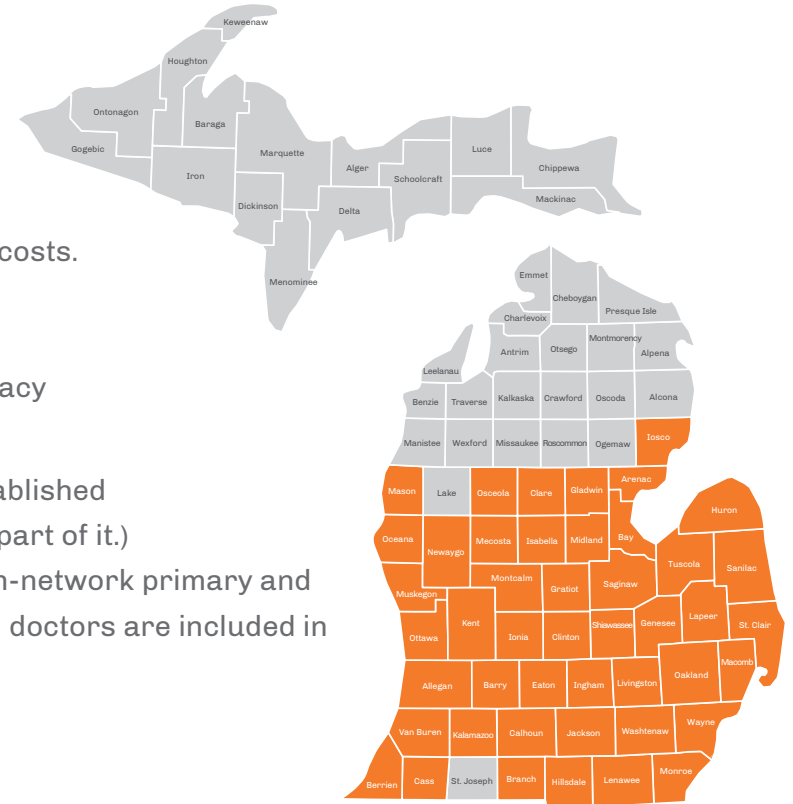 Keweenaw
Houghton
Ontonagon
Baraga
Gogebic
Marquette
Iron
Alger
Luce
Schoolcraft
Chippewa
Mackinac
Dickinson
Delta
Menominee
costs.
acy
ablished
part of it.)
n-network primary and
doctors are included in
Emmet
Cheboygan
Presque Isle
Charlevoix
Antrim
Otsego
Montmorency
Alpena
Leelanau
Benzie
Traverse
Kalkaska
Crawford
Oscoda
Alcona
Manistee
Wexford
Missaukee
Roscommon
Ogemaw
Iosco
Mason
Lake
Osceola
Clare
Gladwin
Arenac
Huron
Oceana
Newaygo
Mecosta
Isabella
Midland
Bay
Tuscola
Sanilac
Muskegon
Montcalm
Gratiot
Saginaw
Ottawa
Kent
Ionia
Clinton
Shiawassee
Genesee
Lapeer
St. Clair
Allegan
Barry
Eaton
Ingham
Livingston
Oakland
Macomb
Van Buren
Kalamazoo
Calhoun
Jackson
Washtenaw
Wayne
Berrien
Cass
St. Joseph
Branch
Hillsdale
Lenawee
Monroe